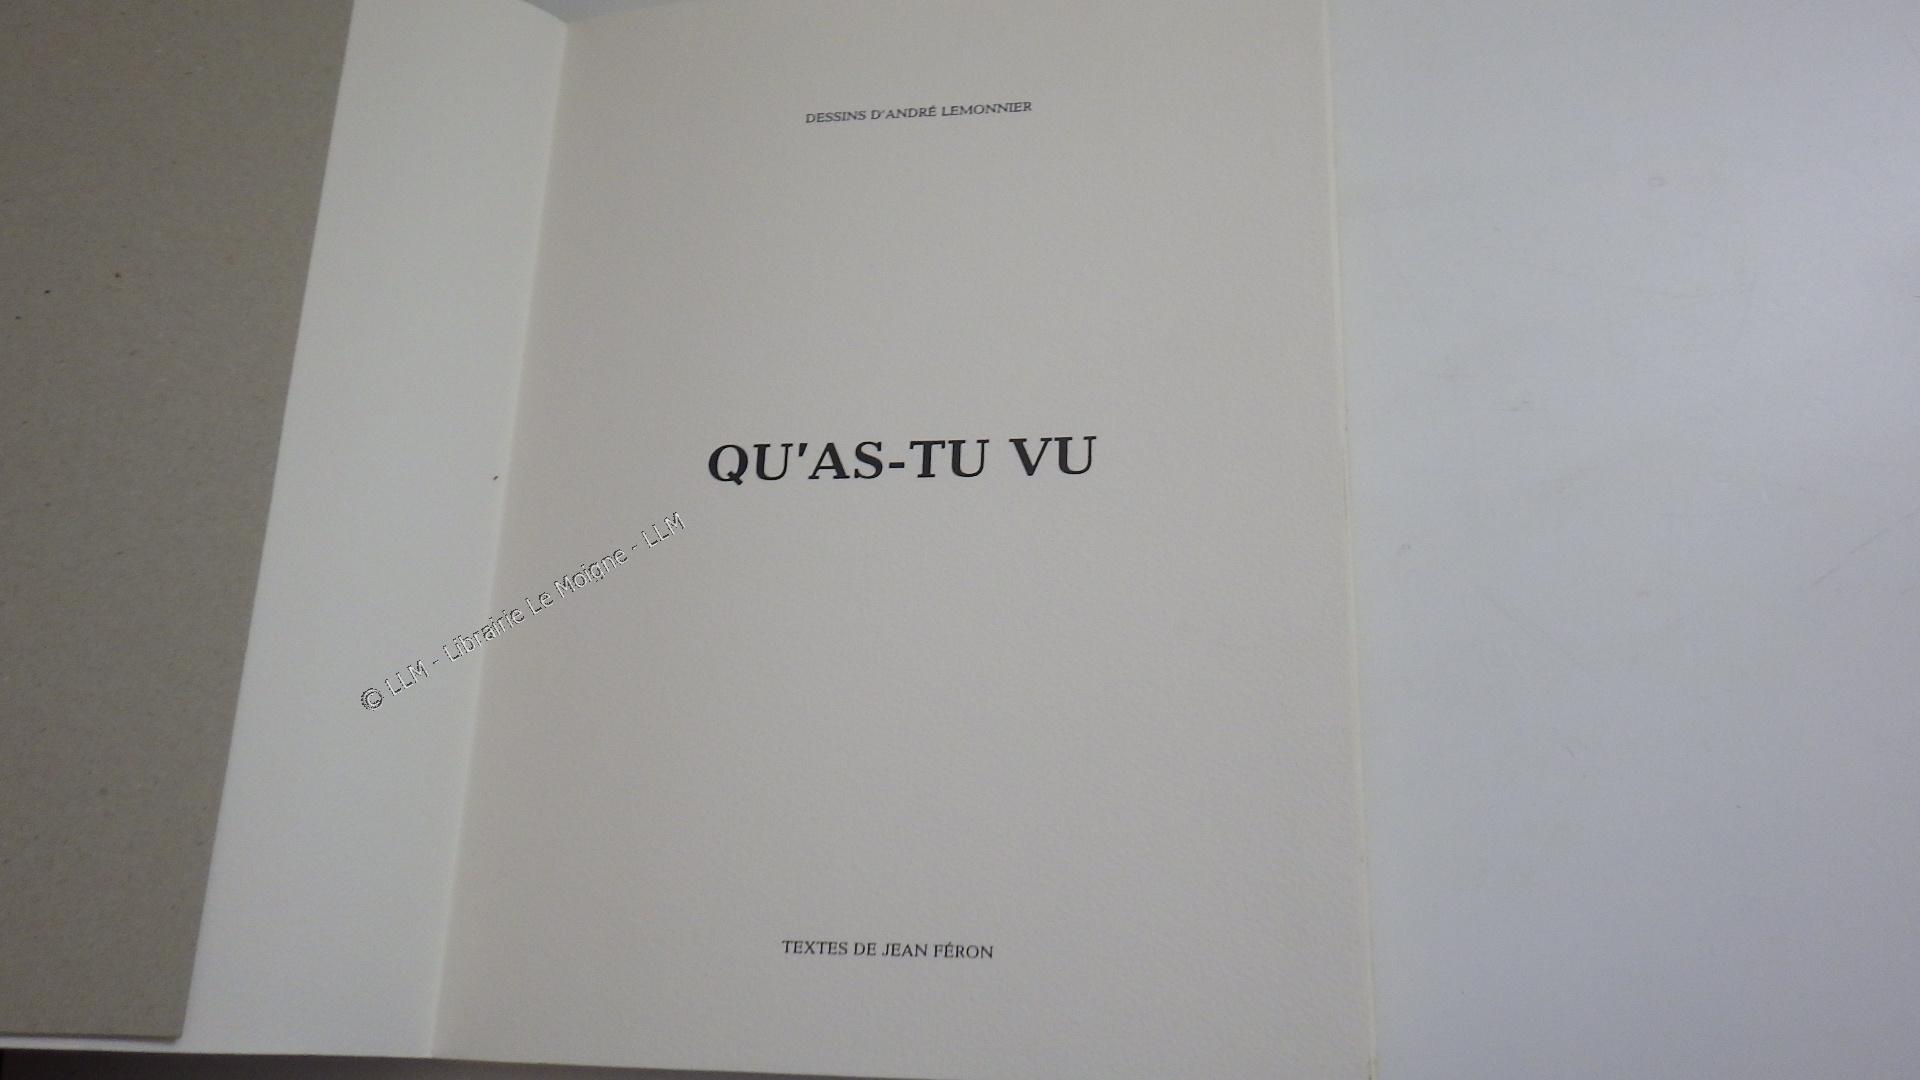 DESSINS D'ANDRÉ LEMONNIER
QU'AS-TU VU
© LLM - Librairie Le Moigne - LLM
TEXTES DE JEAN FÉRON